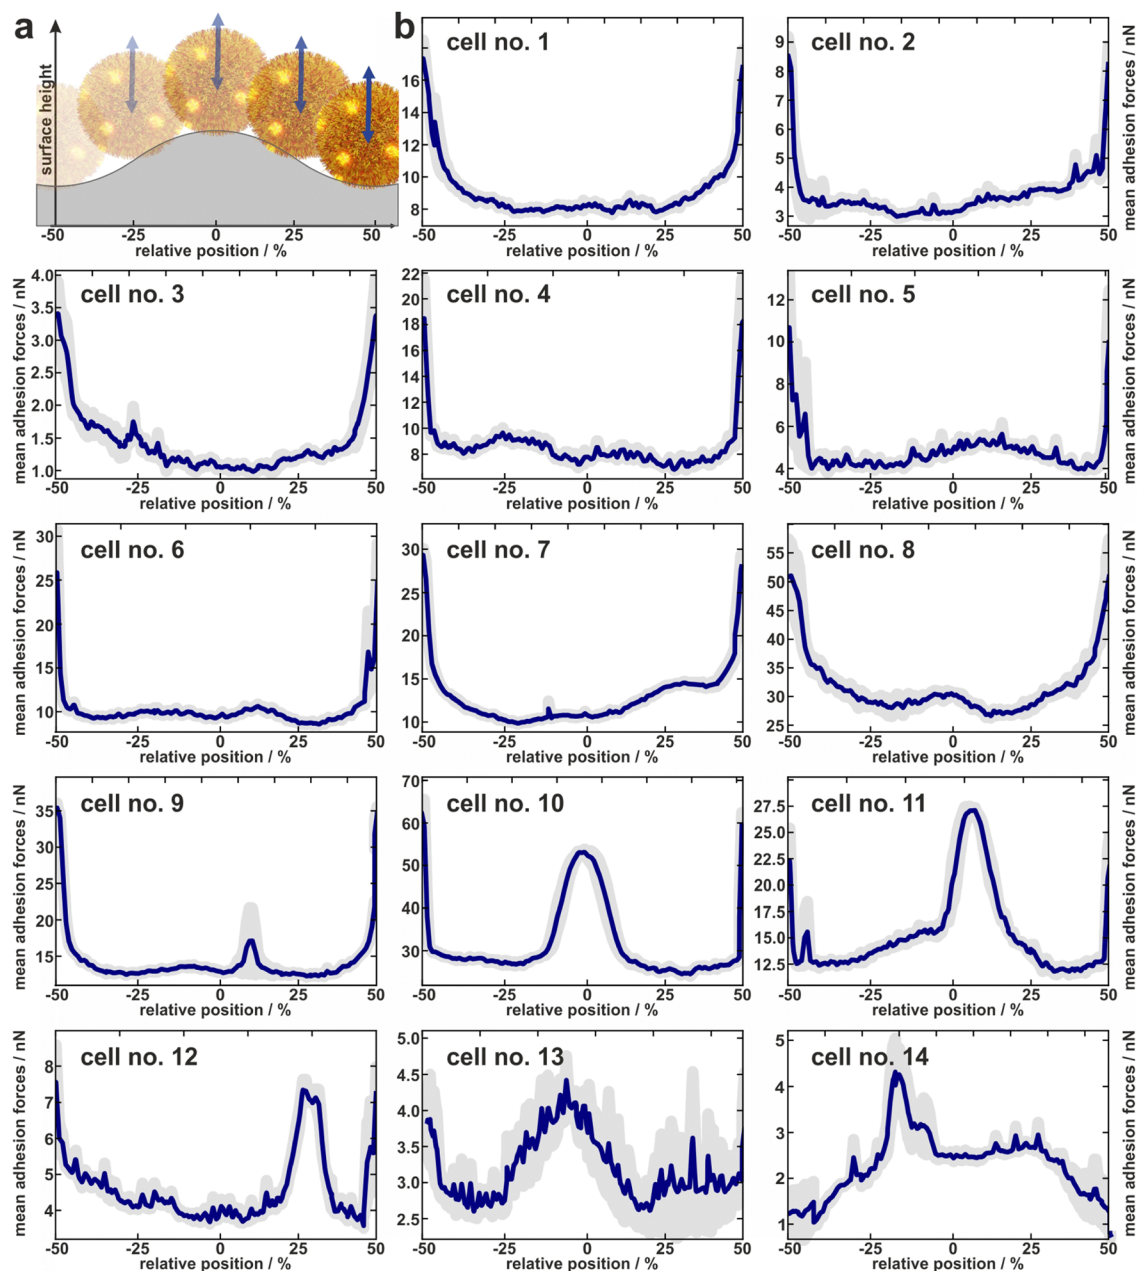 a
surface height
-50 -25 0 25 50
relative position / %
b
cell no. 1
16
14
12
10
8
-50 -25 0 25 50
relative position / %
cell no. 2
9
8
7
6
5
4
3
-50 -25 0 25 50
relative position / %
mean adhesion forces / nN
cell no. 3
mean adhesion forces / nN
4.0
3.5
3.0
2.5
2.0
1.5
1.0
-50 -25 0 25 50
relative position / %
cell no. 4
22
20
18
16
14
12
10
8
-50 -25 0 25 50
relative position / %
cell no. 5
12
10
8
6
4
-50 -25 0 25 50
relative position / %
mean adhesion forces / nN
cell no. 6
mean adhesion forces / nN
30
25
20
15
10
-50 -25 0 25 50
relative position / %
cell no. 7
30
25
20
15
10
-50 -25 0 25 50
relative position / %
cell no. 8
55
50
45
40
35
30
25
-50 -25 0 25 50
relative position / %
mean adhesion forces / nN
cell no. 9
mean adhesion forces / nN
35
30
25
20
15
-50 -25 0 25 50
relative position / %
cell no. 10
70
60
50
40
30
-50 -25 0 25 50
relative position / %
cell no. 11
27.5
25.0
22.5
20.0
17.5
15.0
12.5
-50 -25 0 25 50
relative position / %
mean adhesion forces / nN
cell no. 12
mean adhesion forces / nN
8
7
6
5
4
-50 -25 0 25 50
relative position / %
cell no. 13
5.0
4.5
4.0
3.5
3.0
2.5
-50 -25 0 25 50
relative position / %
cell no. 14
5
4
3
2
1
-50 -25 0 25 50
relative position / %
mean adhesion forces / nN